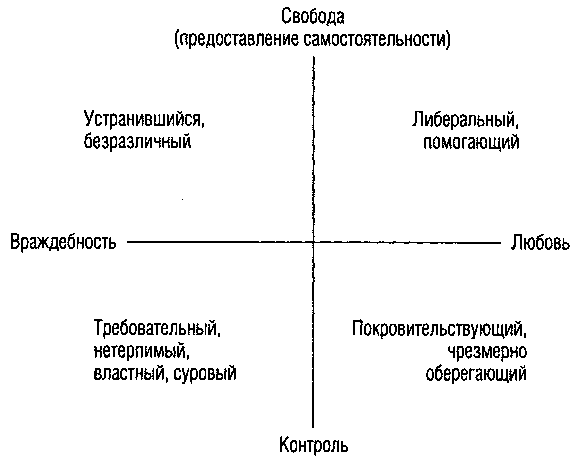 Свобода
(предоставление самостоятельности)
Устранившийся,
безразличный
Либеральный,
помогающий
Враждебность
Любовь
Требовательный,
нетерпимый,
властный, суровый
Покровительствующий,
чрезмерно
оберегающий
Контроль